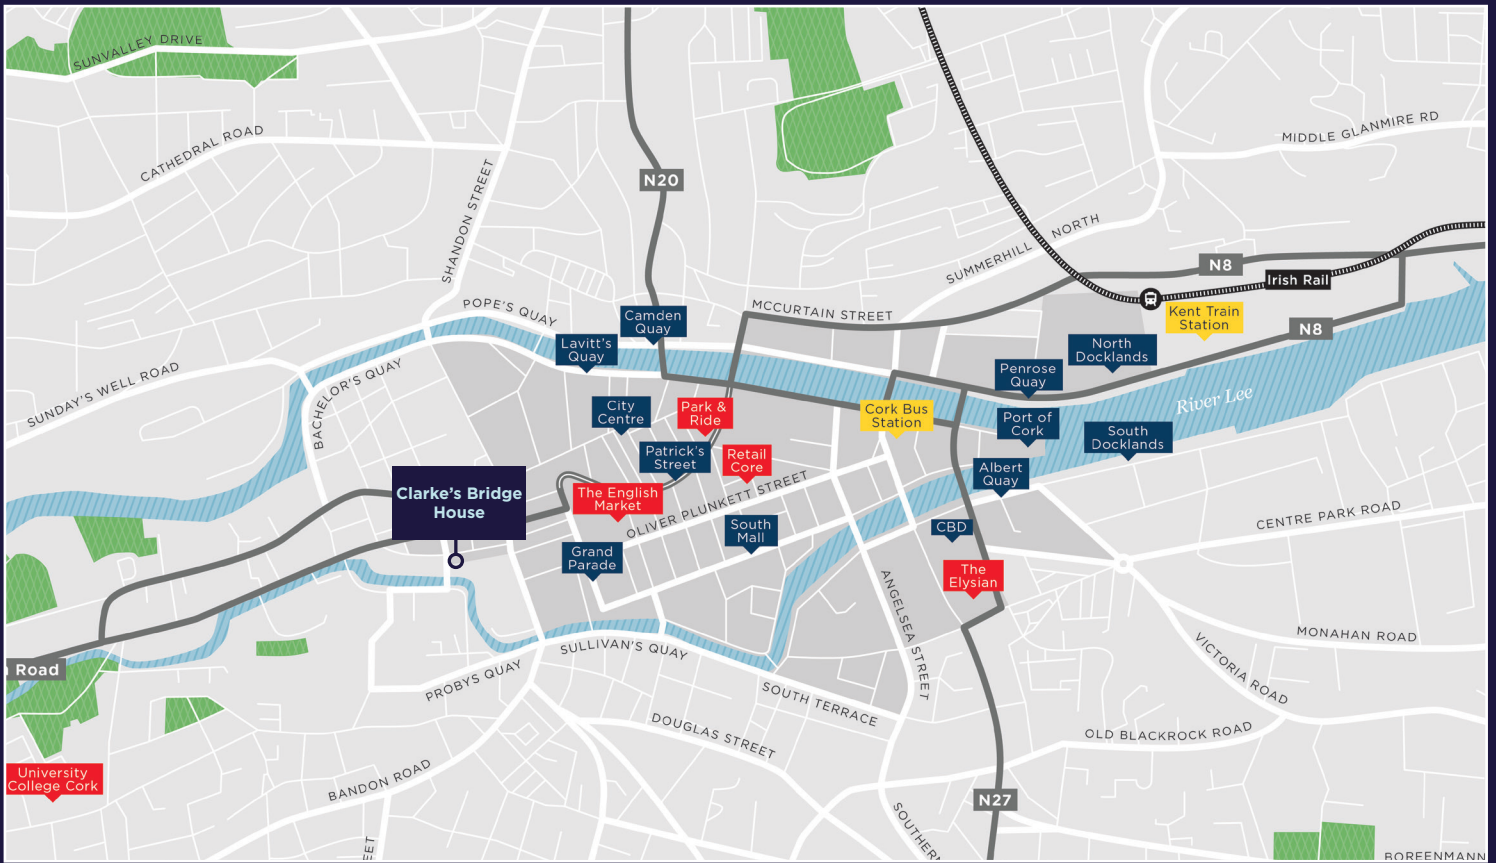 SUNVALLEY DRIVE
CATHEDRAL ROAD
MIDDLE GLANMIRE RD
N20
SHANDON STREET
SUMMERHILL NORTH
N8
Irish Rail
POPE'S QUAY
MCCURTAIN STREET
Camden
Quay
Kent Train
Station
N8
Lavitt's
Quay
North
Docklands
Penrose
Quay
SUNDAY'S WELL ROAD
BACHELOR'S QUAY
River Lee
City
Centre
Park &
Ride
Cork Bus
Station
Port of
Cork
South
Docklands
Patrick's
Street
Retail
Core
Albert
Quay
Clarke's Bridge
House
The English
Market
OLIVER PLUNKETT STREET
South
Mall
CBD
CENTRE PARK ROAD
Grand
Parade
The
Elysian
ANGELSEA STREET
MONAHAN ROAD
VICTORIA ROAD
SULLIVAN'S QUAY
Road
PROBYS QUAY
SOUTH TERRACE
DOUGLAS STREET
OLD BLACKROCK ROAD
University
College Cork
BANDON ROAD
N27
SOUTHERN
EET
BOREENMANN